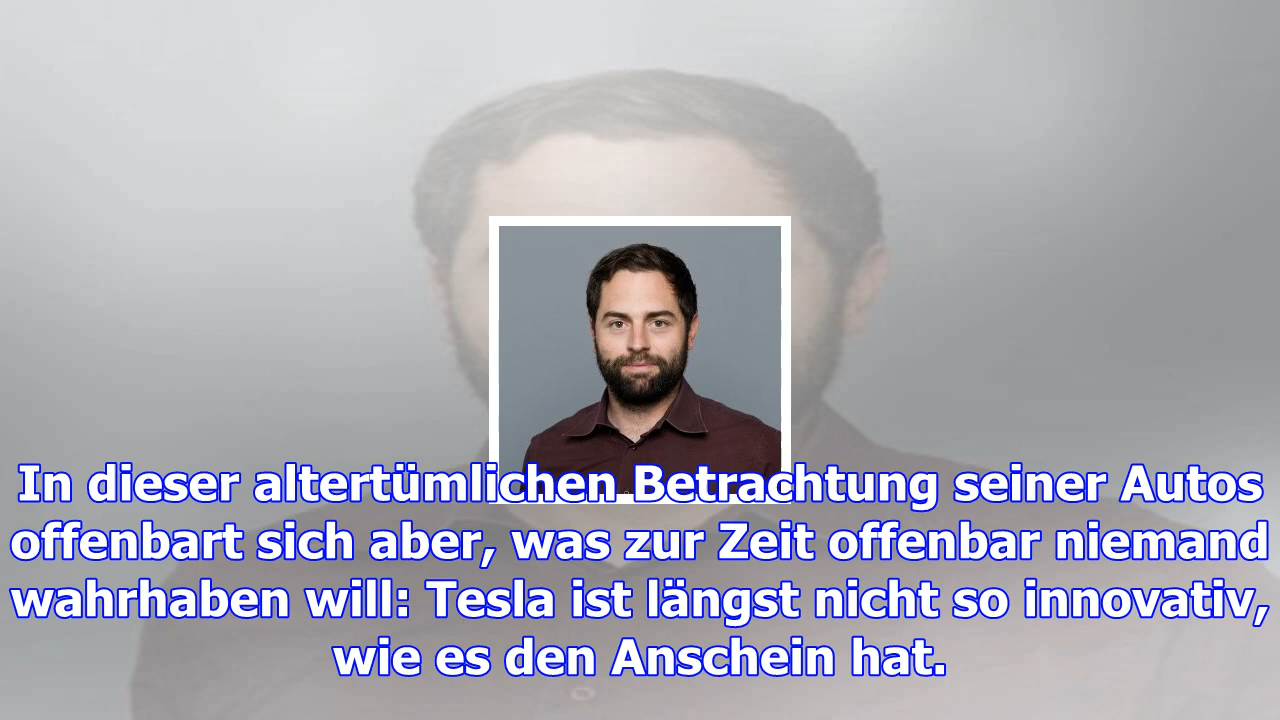 In dieser altertümlichen Betrachtung seiner Autos
offenbart sich aber, was zur Zeit offenbar niemand
wahrhaben will: Tesla ist längst nicht so innovativ,
wie es den Anschein hat.